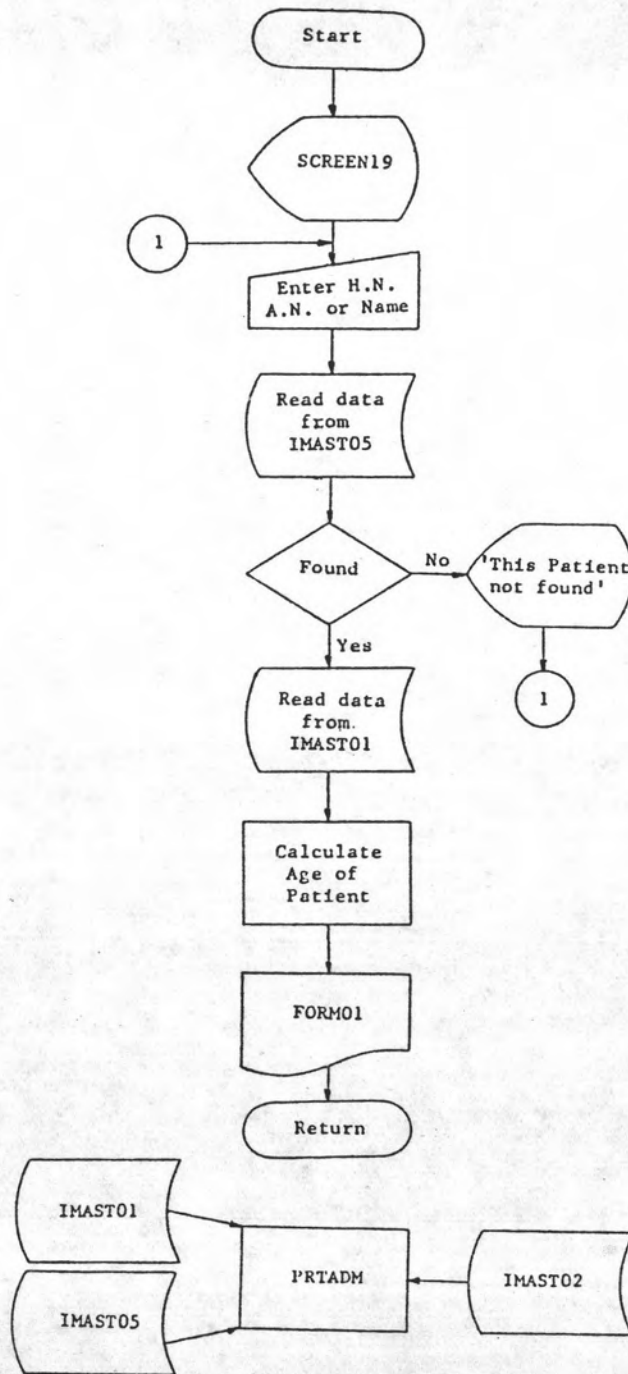 Start
SCREEN19
1
Enter H.N.
A.N. or Name
Read data
from
IMAST05
Found
No
'This Patient
not found'
Yes
1
Read data
from.
IMAST01
Calculate
Age of
Patient
FORM01
Return
IMAST01
PRTADM
IMAST02
IMAST05